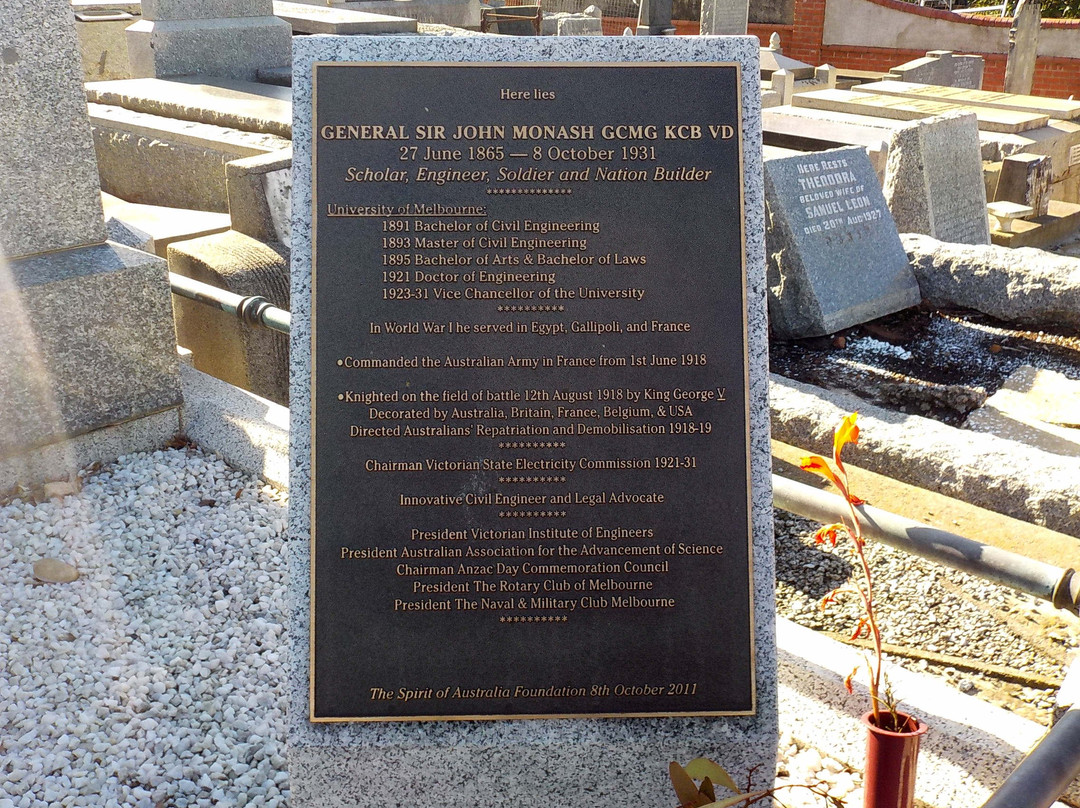 Here lies
GENERAL SIR JOHN MONASH GCMG KCB VD
27 June 1865 — 8 October 1931
Scholar, Engineer, Soldier and Nation Builder
**************
University of Melbourne:
1891 Bachelor of Civil Engineering
1893 Master of Civil Engineering
1895 Bachelor of Arts & Bachelor of Laws
1921 Doctor of Engineering
1923-31 Vice Chancellor of the University
**********
In World War I he served in Egypt, Gallipoli, and France
•Commanded the Australian Army in France from 1st June 1918
•Knighted on the field of battle 12th August 1918 by King George V
Decorated by Australia, Britain, France, Belgium, & USA
Directed Australians' Repatriation and Demobilisation 1918-19
**********
Chairman Victorian State Electricity Commission 1921-31
**********
Innovative Civil Engineer and Legal Advocate
**********
President Victorian Institute of Engineers
President Australian Association for the Advancement of Science
Chairman Anzac Day Commemoration Council
President The Rotary Club of Melbourne
President The Naval & Military Club Melbourne
**********
The Spirit of Australia Foundation 8th October 2011
HERE RESTS
THEODORA
BELOVED WIFE OF
SAMUEL LEON
DIED 20TH AUG: 1927